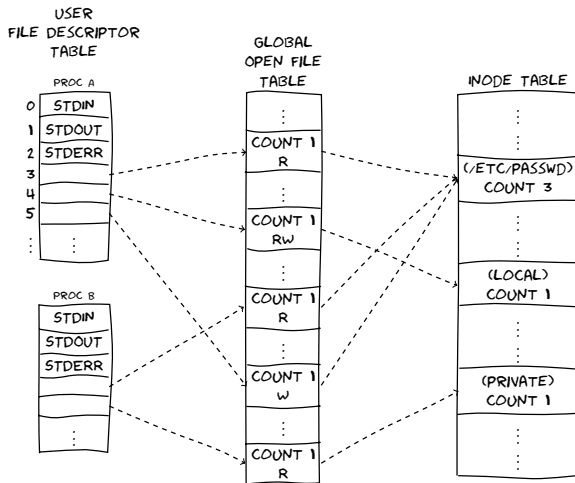 USER
FILE DESCRIPTOR
TABLE
PROC A
0 STDIN
1 STDOUT
2 STDERR
3
4
5
⋮ ⋮
PROC B
STDIN
STDOUT
STDERR
⋮
GLOBAL
OPEN FILE
TABLE
⋮
COUNT 1
R
⋮
COUNT 1
RW
⋮
COUNT 1
R
⋮
COUNT 1
W
⋮
COUNT 1
R
INODE TABLE
⋮
(/ETC/PASSWD)
COUNT 3
⋮
(LOCAL)
COUNT 1
⋮
(PRIVATE)
COUNT 1
⋮